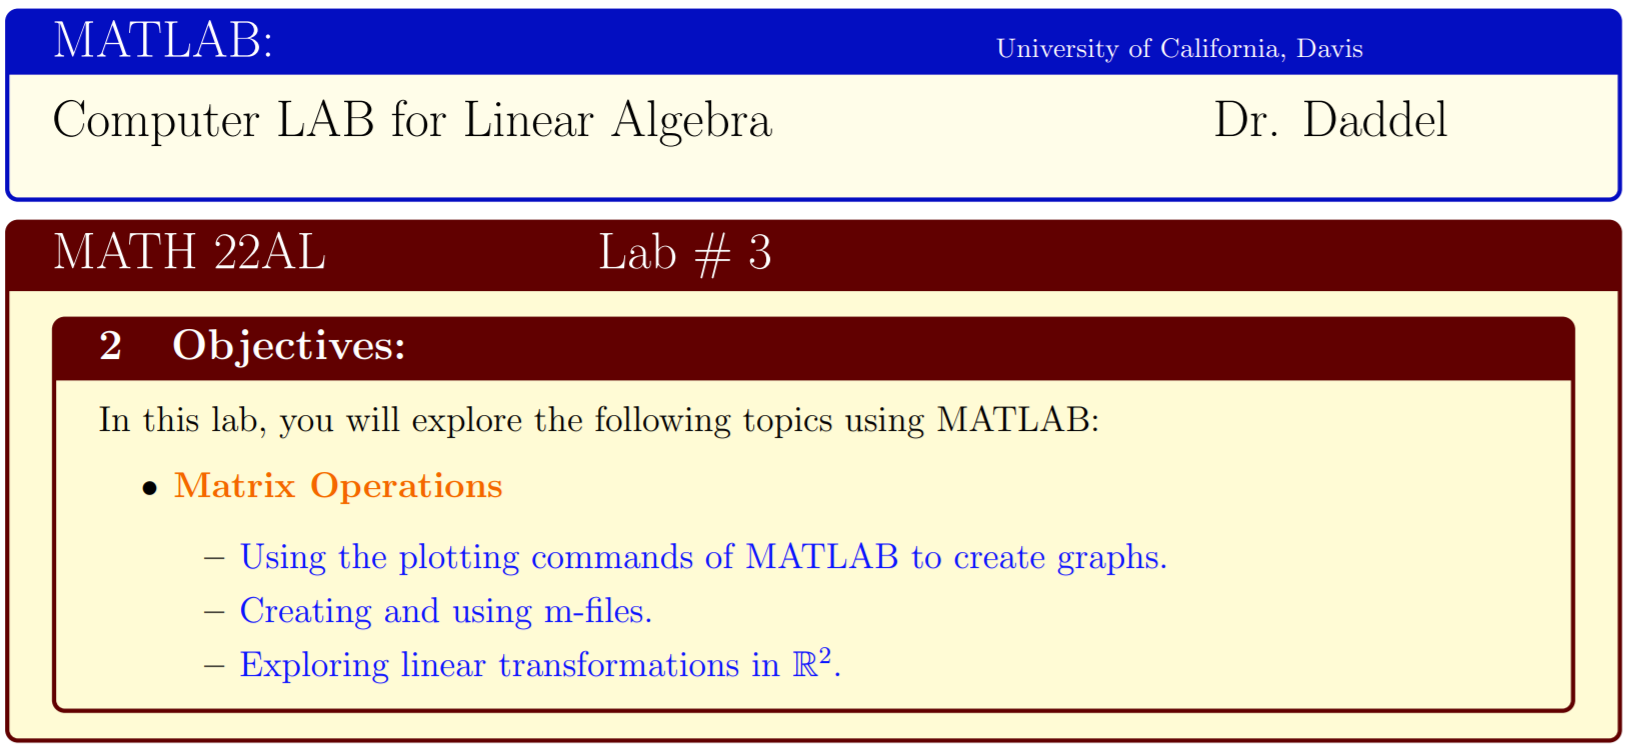 MATLAB: University of California, Davis
Computer LAB for Linear Algebra Dr. Daddel
MATH 22AL Lab # 3
2 Objectives:
In this lab, you will explore the following topics using MATLAB:
• Matrix Operations
– Using the plotting commands of MATLAB to create graphs.
– Creating and using m-files.
– Exploring linear transformations in ℝ².